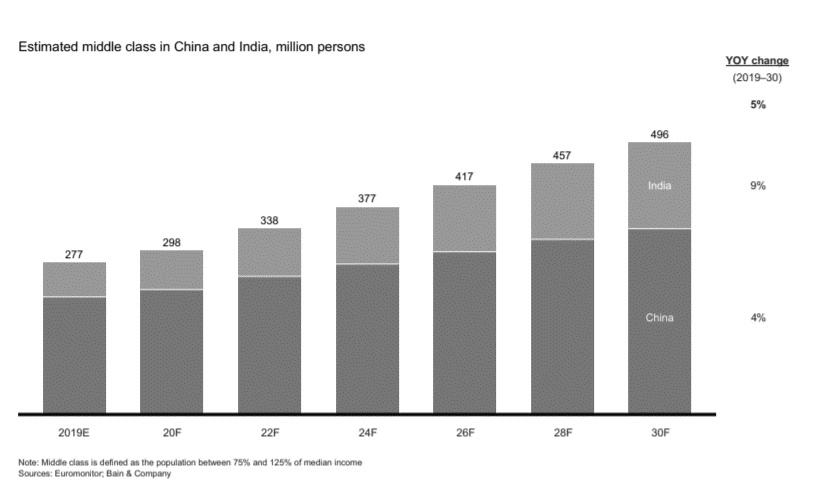 Estimated middle class in China and India, million persons
YOY change
(2019–30)
5%
496
457
417
377
338
298
277
India
9%
China
4%
2019E
20F
22F
24F
26F
28F
30F
Note: Middle class is defined as the population between 75% and 125% of median income
Sources: Euromonitor; Bain & Company